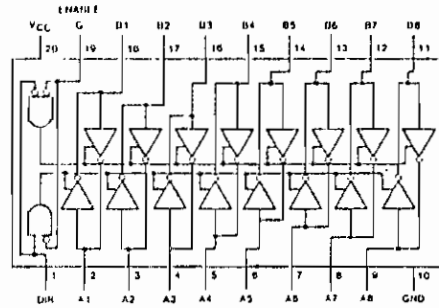 ENABLE
VCC G B1 B2 B3 B4 B5 B6 B7 B8
20 19 18 17 16 15 14 13 12 11
1 2 3 4 5 6 7 8 9 10
DIR A1 A2 A3 A4 A5 A6 A7 A8 GND